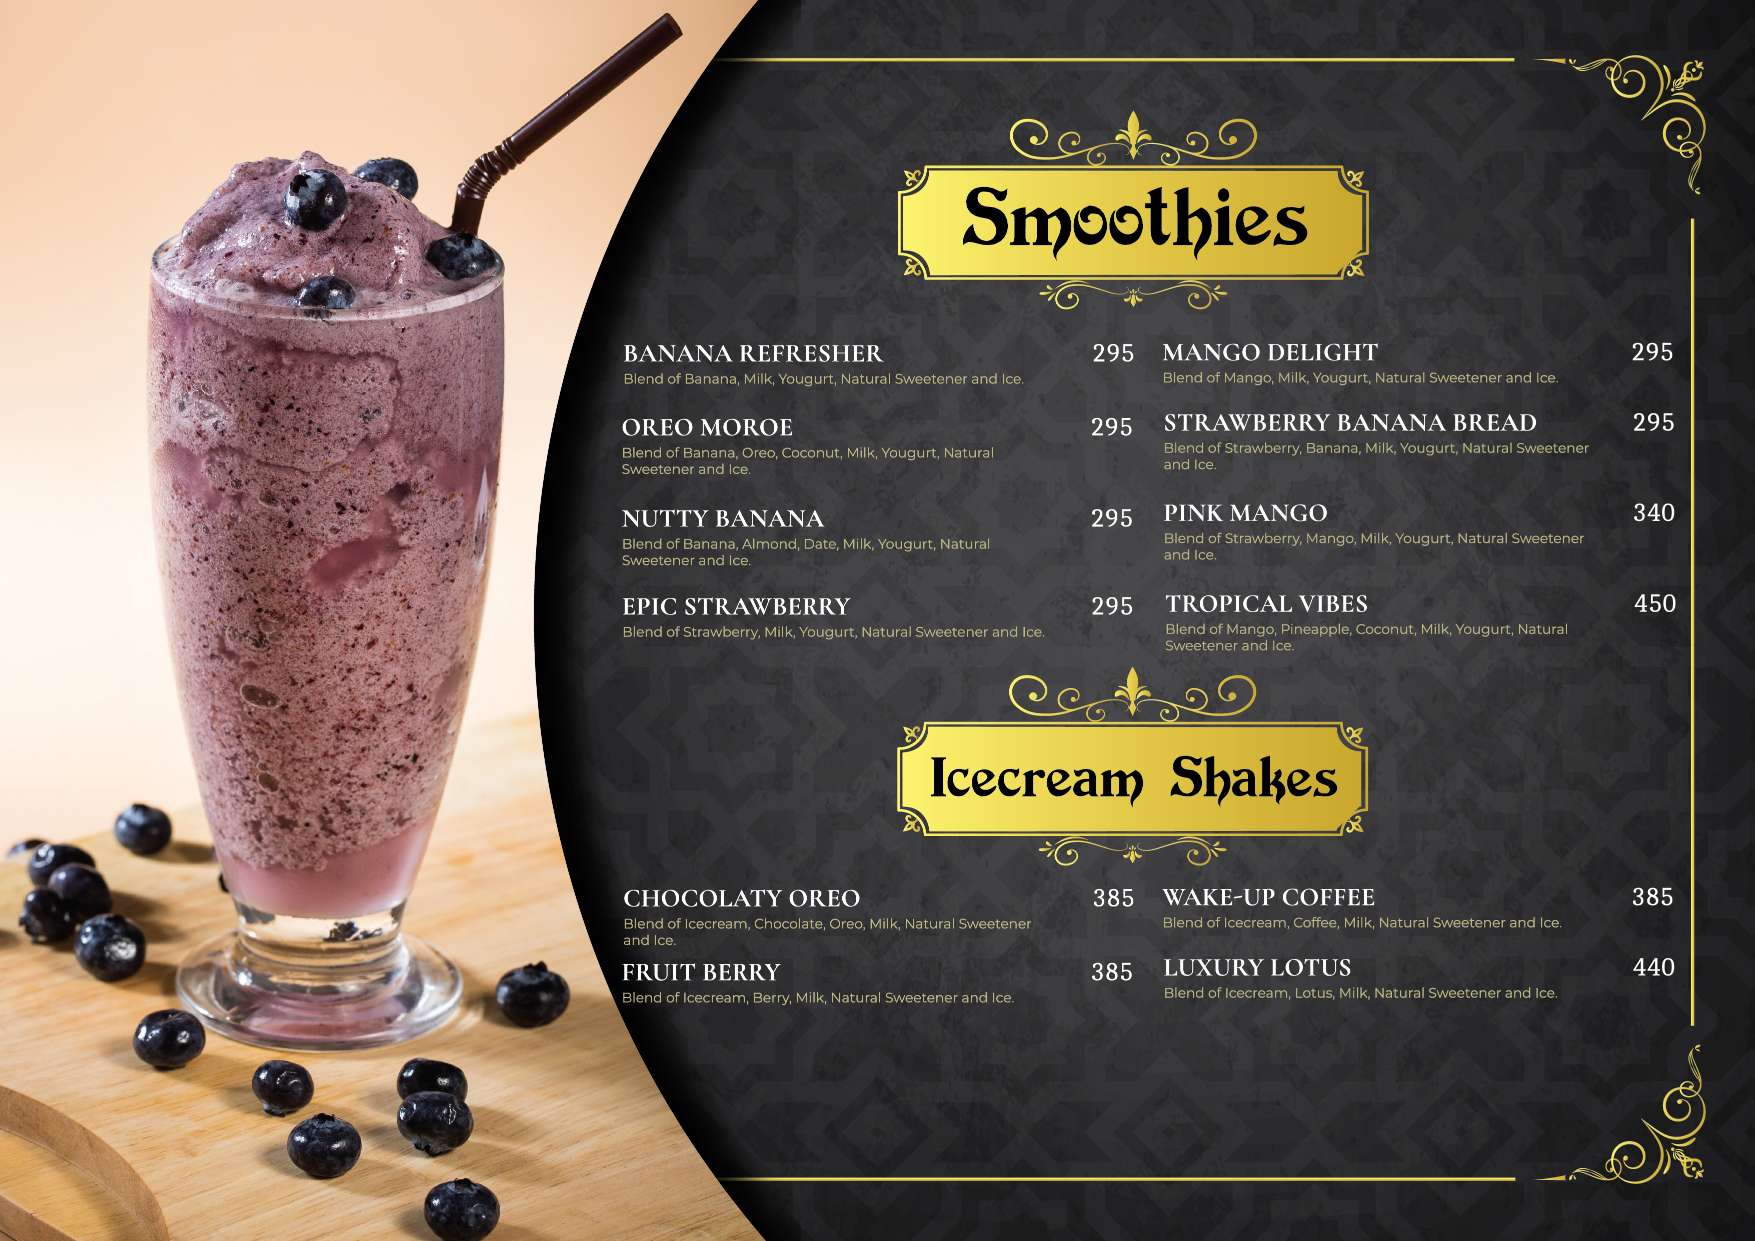 Smoothies
BANANA REFRESHER 295
Blend of Banana, Milk, Yougurt, Natural Sweetener and Ice.
OREO MOROE 295
Blend of Banana, Oreo, Coconut, Milk, Yougurt, Natural
Sweetener and Ice.
NUTTY BANANA 295
Blend of Banana, Almond, Date, Milk, Yougurt, Natural
Sweetener and Ice.
EPIC STRAWBERRY 295
Blend of Strawberry, Milk, Yougurt, Natural Sweetener and Ice.
MANGO DELIGHT 295
Blend of Mango, Milk, Yougurt, Natural Sweetener and Ice.
STRAWBERRY BANANA BREAD 295
Blend of Strawberry, Banana, Milk, Yougurt, Natural Sweetener
and Ice.
PINK MANGO 340
Blend of Strawberry, Mango, Milk, Yougurt, Natural Sweetener
and Ice.
TROPICAL VIBES 450
Blend of Mango, Pineapple, Coconut, Milk, Yougurt, Natural
Sweetener and Ice.
Icecream Shakes
CHOCOLATY OREO 385
Blend of Icecream, Chocolate, Oreo, Milk, Natural Sweetener
and Ice.
FRUIT BERRY 385
Blend of Icecream, Berry, Milk, Natural Sweetener and Ice.
WAKE-UP COFFEE 385
Blend of Icecream, Coffee, Milk, Natural Sweetener and Ice.
LUXURY LOTUS 440
Blend of Icecream, Lotus, Milk, Natural Sweetener and Ice.